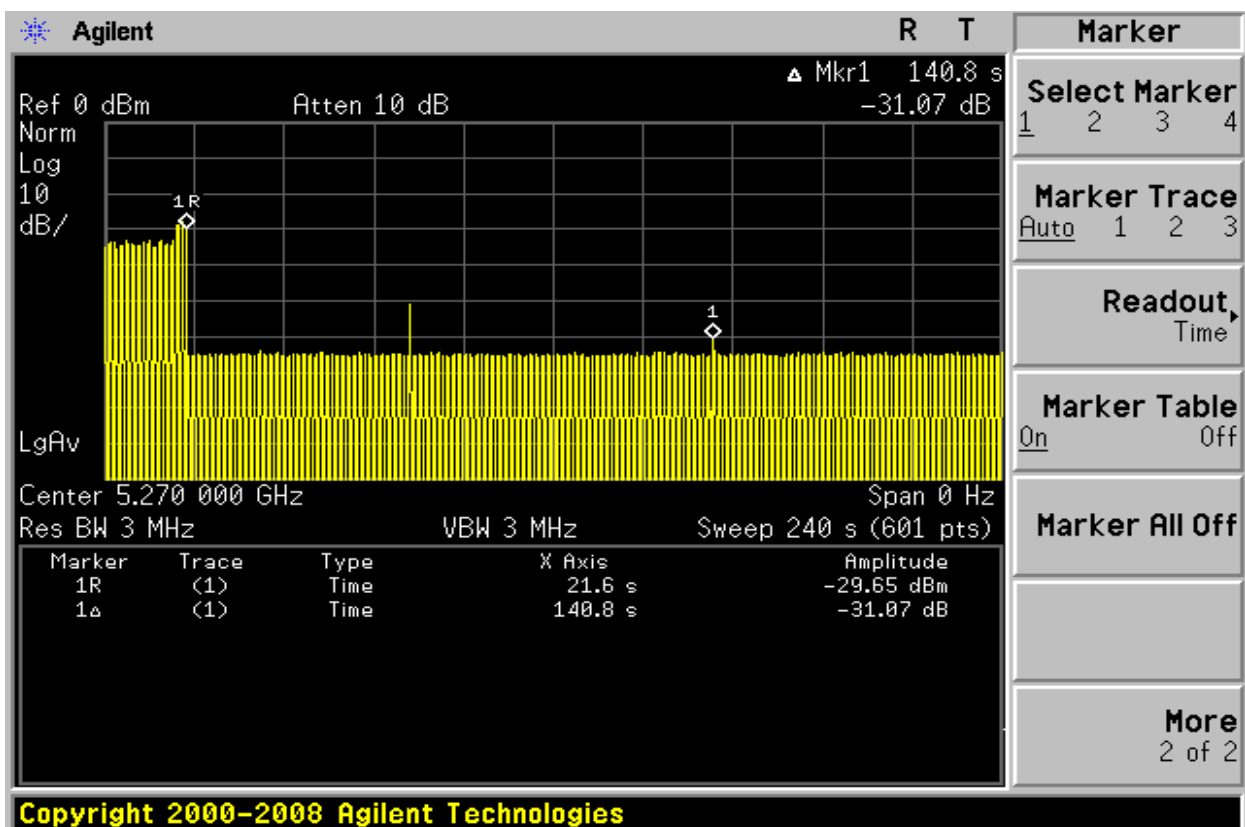 Agilent R T
Marker
Δ Mkr1 140.8 s
Ref 0 dBm Atten 10 dB -31.07 dB
Norm
Log
10
dB/
1R
1
LgAv
Center 5.270 000 GHz Span 0 Hz
Res BW 3 MHz VBW 3 MHz Sweep 240 s (601 pts)
Marker Trace Type X Axis Amplitude
1R (1) Time 21.6 s -29.65 dBm
1Δ (1) Time 140.8 s -31.07 dB
Select Marker
1 2 3 4
Marker Trace
Auto 1 2 3
Readout
Time
Marker Table
On Off
Marker All Off
More
2 of 2
Copyright 2000-2008 Agilent Technologies